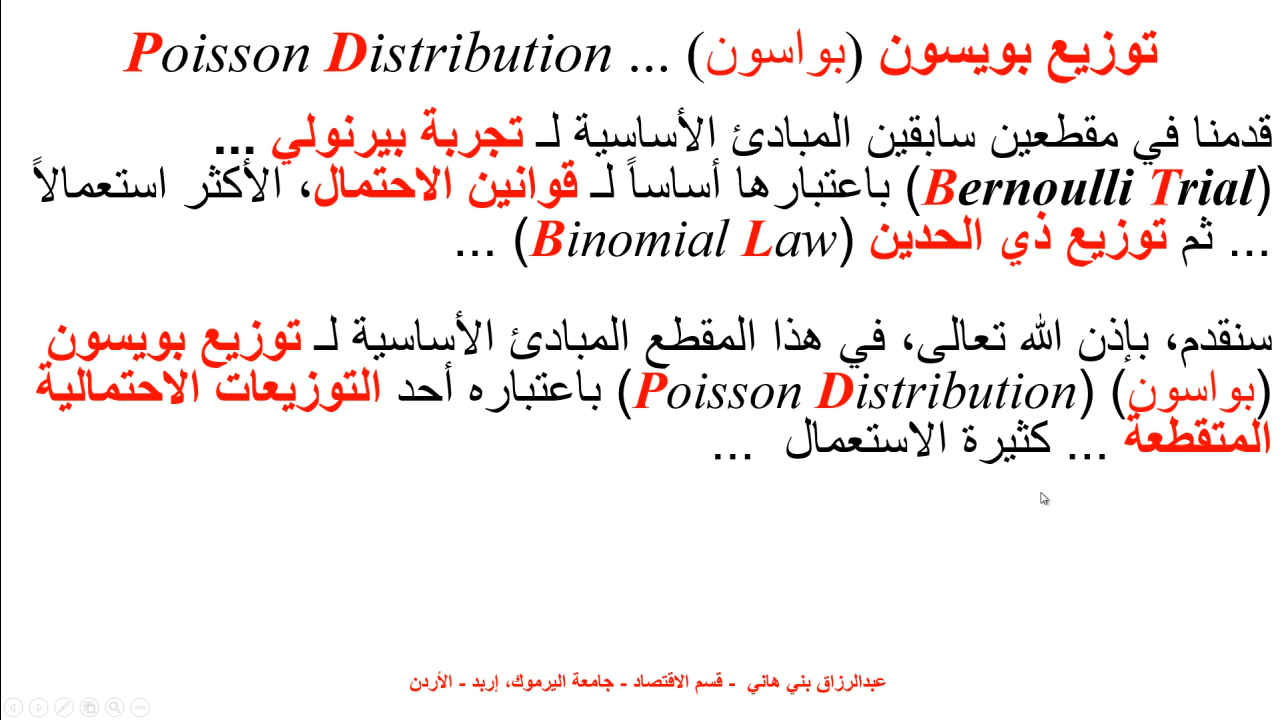 توزيع بويسون (بواسون) ... Poisson Distribution
قدمنا في مقطعين سابقين المبادئ الأساسية لـ تجربة بيرنولي ...
(Bernoulli Trial) باعتبارها أساساً لـ قوانين الاحتمال، الأكثر استعمالاً
... ثم توزيع ذي الحدين (Binomial Law) ...
سنقدم، بإذن الله تعالى، في هذا المقطع المبادئ الأساسية لـ توزيع بويسون
(بواسون) (Poisson Distribution) باعتباره أحد التوزيعات الاحتمالية
المتقطعة ... كثيرة الاستعمال ...
عبدالرزاق بني هاني - قسم الاقتصاد - جامعة اليرموك، إربد - الأردن